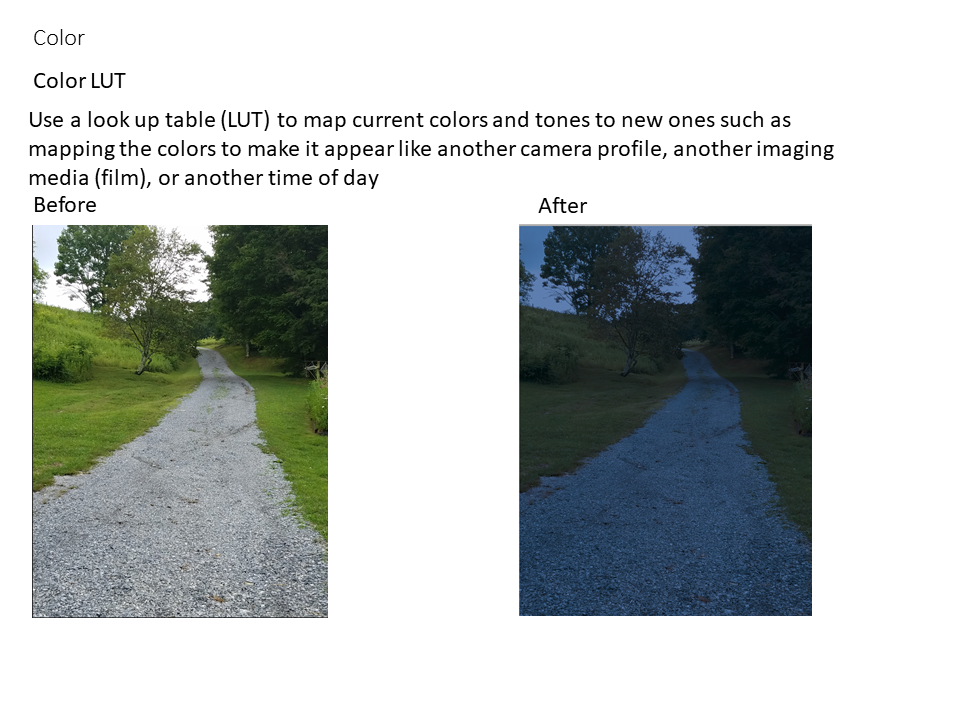 Color
Color LUT
Use a look up table (LUT) to map current colors and tones to new ones such as
mapping the colors to make it appear like another camera profile, another imaging
media (film), or another time of day
Before
After